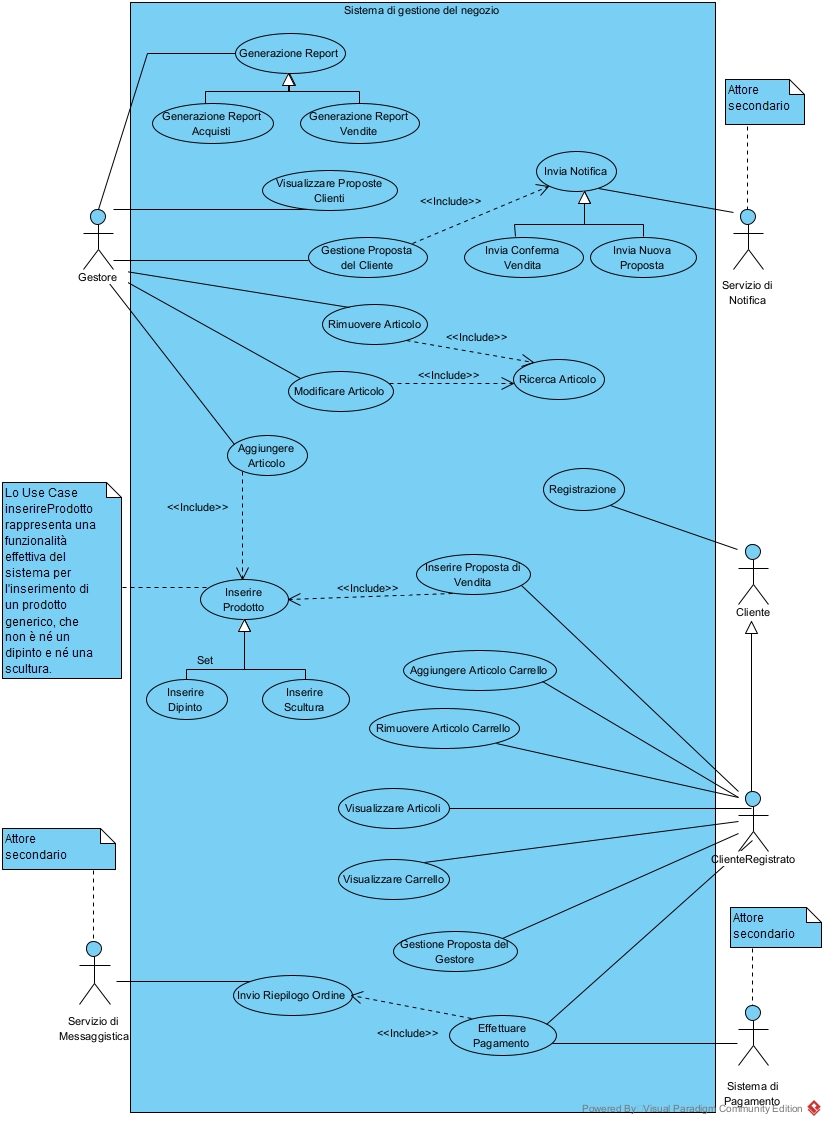 Sistema di gestione del negozio
Generazione Report
Generazione Report
Acquisti
Generazione Report
Vendite
Attore
secondario
Visualizzare Proposte
Clienti
Invia Notifica
<<Include>>
Gestione Proposta
del Cliente
Invia Conferma
Vendita
Invia Nuova
Proposta
Gestore
Servizio di
Notifica
Rimuovere Articolo
<<Include>>
Modificare Articolo
<<Include>>
Ricerca Articolo
Aggiungere
Articolo
<<Include>>
Registrazione
Lo Use Case
inserireProdotto
rappresenta una
funzionalità
effettiva del
sistema per
l'inserimento di
un prodotto
generico, che
non è né un
dipinto e né una
scultura.
Inserire
Prodotto
<<Include>>
Inserire Proposta di
Vendita
Cliente
Set
Inserire
Dipinto
Inserire
Scultura
Aggiungere Articolo Carrello
Rimuovere Articolo Carrello
Visualizzare Articoli
Attore
secondario
ClienteRegistrato
Visualizzare Carrello
Gestione Proposta del
Gestore
Attore
secondario
Invio Riepilogo Ordine
Servizio di
Messaggistica
<<Include>>
Effettuare
Pagamento
Sistema di
Pagamento
Powered By: Visual Paradigm Community Edition